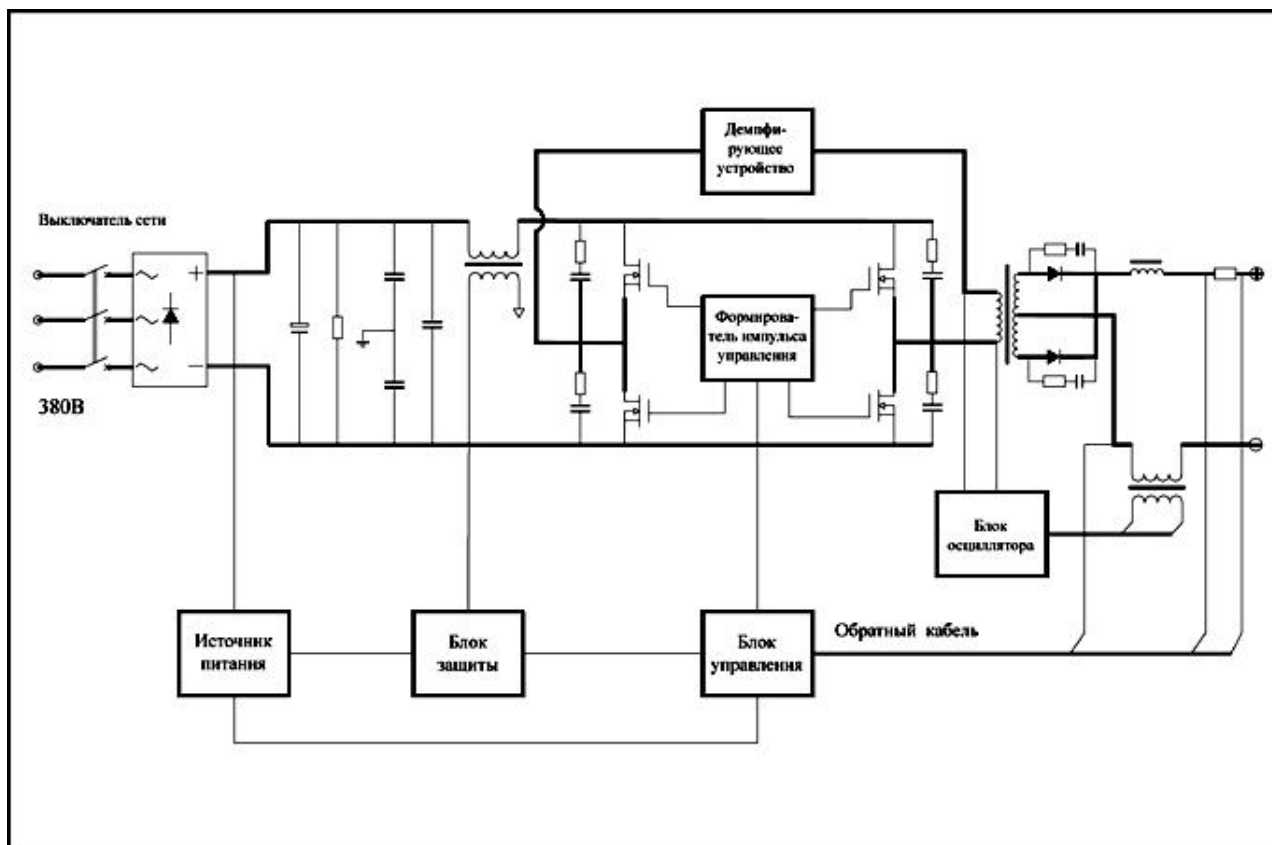 Демпфи-
рующее
устройство
Выключатель сети
380В
Формирова-
тель импульса
управления
Блок
осциллятора
Источник
питания
Блок
защиты
Блок
управления
Обратный кабель